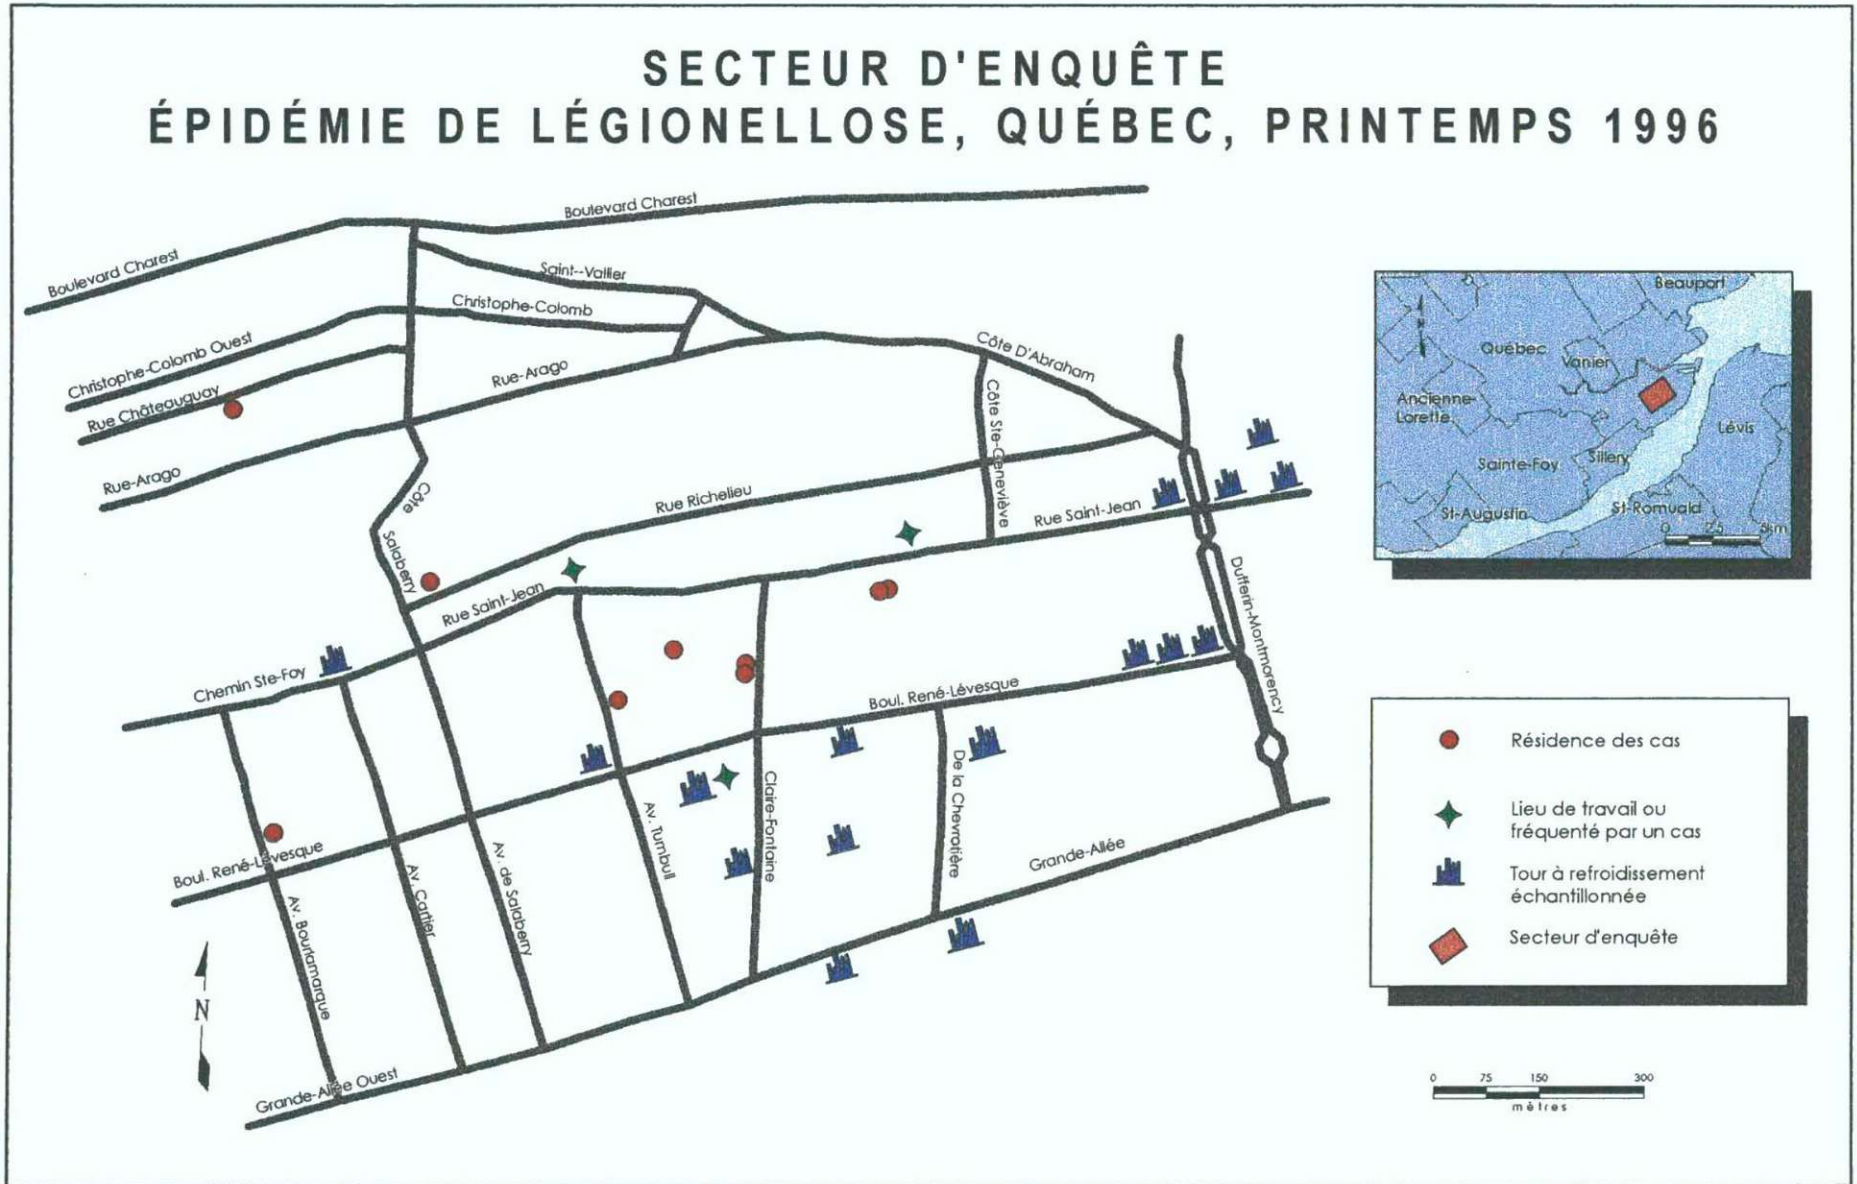 SECTEUR D'ENQUÊTE
ÉPIDÉMIE DE LÉGIONELLOSE, QUÉBEC, PRINTEMPS 1996
Boulevard Charest
Boulevard Charest
Saint--Vallier
Christophe-Colomb
Christophe-Colomb Ouest
Rue Châteauguay
Rue-Arago
Rue-Arago
Côte D'Abraham
Côte Ste-Geneviève
Côte
Salaberry
Rue Richelieu
Rue Saint-Jean
Rue Saint-Jean
Dufferin-Montmorency
Chemin Ste-Foy
Boul. René-Lévesque
Boul. René-Lévesque
Av. Bourlamarque
Av. Cartier
Av. de Salaberry
Av. Turnbull
Claire-Fontaine
De la Chevrotière
Grande-Allée
Grande-Allée Ouest
N
N
Beauport
Québec
Vanier
Ancienne-
Lorette
Lévis
Sainte-Foy
Sillery
St-Augustin
St-Romuald
0 2.5 5km
Résidence des cas
Lieu de travail ou
fréquenté par un cas
Tour à refroidissement
échantillonnée
Secteur d'enquête
0 75 150 300
mètres